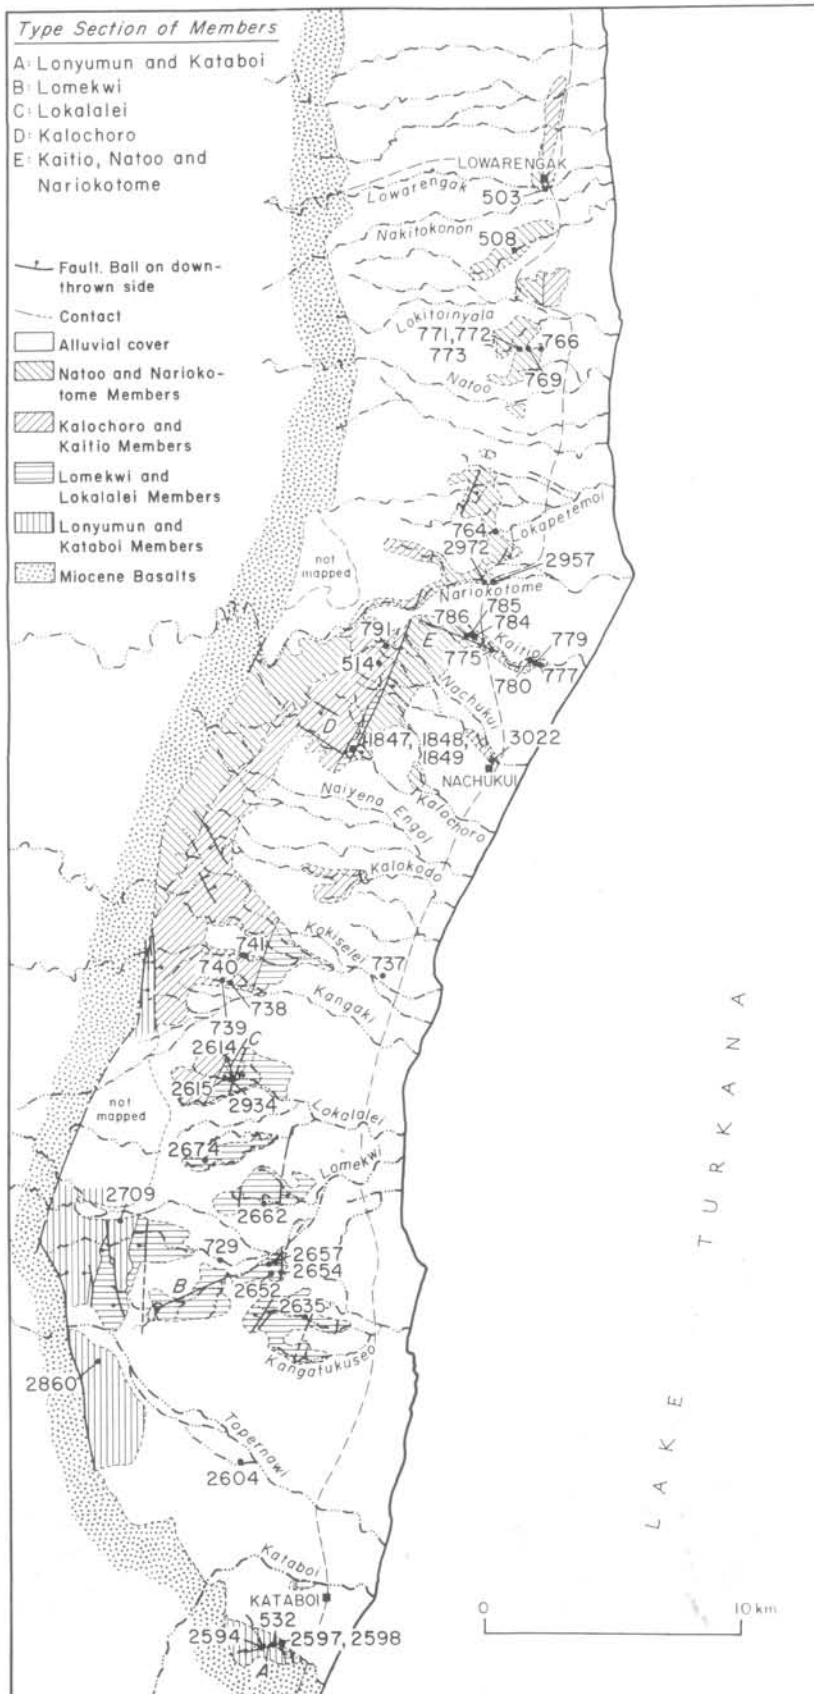 Type Section of Members
A: Lonyumun and Kataboi
B: Lomekwi
C: Lokalalei
D: Kalochoro
E: Kaitio, Natoo and
Nariokotome
Fault. Ball on down-
thrown side
Contact
Alluvial cover
Natoo and Narioko-
tome Members
Kalochoro and
Kaitio Members
Lomekwi and
Lokalalei Members
Lonyumun and
Kataboi Members
Miocene Basalts
LOWARENGAK
Lowarengak
503
Nakitokonon
508
Lokitoinyala
771, 772,
773
766
769
Natoo
764
Lokapetemoi
2972
2957
not
mapped
Nariokotome
785
786
784
791
E
Kaitio
779
514
775
777
780
Nachukui
D
1847, 1848,
1849
3022
NACHUKUI
Naiyena
Engol
Kalochoro
Kalokodo
Kokiselei
741
740
737
738
Kangaki
739
2614
C
2615
2934
not
mapped
Lokalalei
2674
Lomekwi
2709
2662
729
2657
2654
B
2652
2635
Kangatukuseo
2860
Topernawi
2604
Kataboi
KATABOI
532
2594
2597, 2598
A
LAKE TURKANA
0
10 km